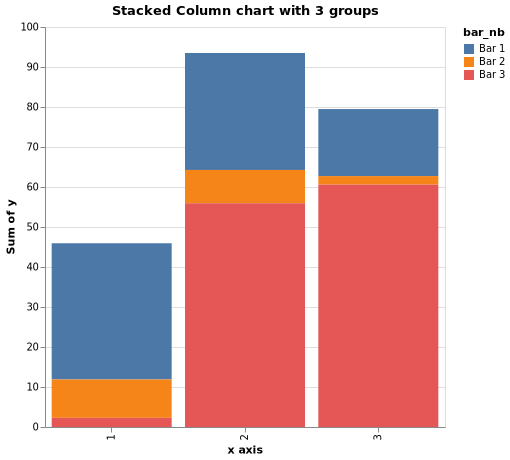 Stacked Column chart with 3 groups
bar_nb
Bar 1
Bar 2
Bar 3
Sum of y
100
90
80
70
60
50
40
30
20
10
0
1
2
3
x axis